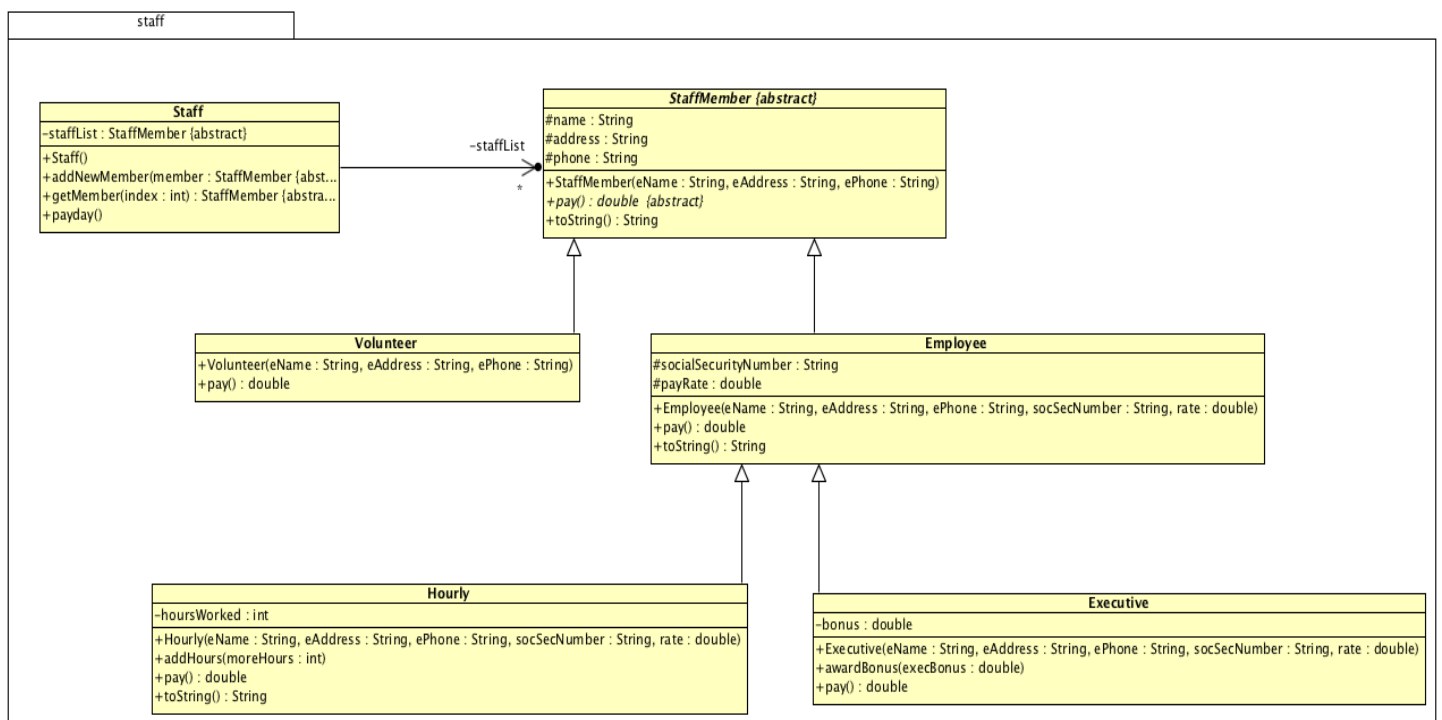 staff
Staff
-staffList : StaffMember {abstract}
+Staff()
+addNewMember(member : StaffMember {abst...
+getMember(index : int) : StaffMember {abstra...
+payday()
-staffList
*
StaffMember {abstract}
#name : String
#address : String
#phone : String
+StaffMember(eName : String, eAddress : String, ePhone : String)
+pay() : double {abstract}
+toString() : String
Volunteer
+Volunteer(eName : String, eAddress : String, ePhone : String)
+pay() : double
Employee
#socialSecurityNumber : String
#payRate : double
+Employee(eName : String, eAddress : String, ePhone : String, socSecNumber : String, rate : double)
+pay() : double
+toString() : String
Hourly
-hoursWorked : int
+Hourly(eName : String, eAddress : String, ePhone : String, socSecNumber : String, rate : double)
+addHours(moreHours : int)
+pay() : double
+toString() : String
Executive
-bonus : double
+Executive(eName : String, eAddress : String, ePhone : String, socSecNumber : String, rate : double)
+awardBonus(execBonus : double)
+pay() : double